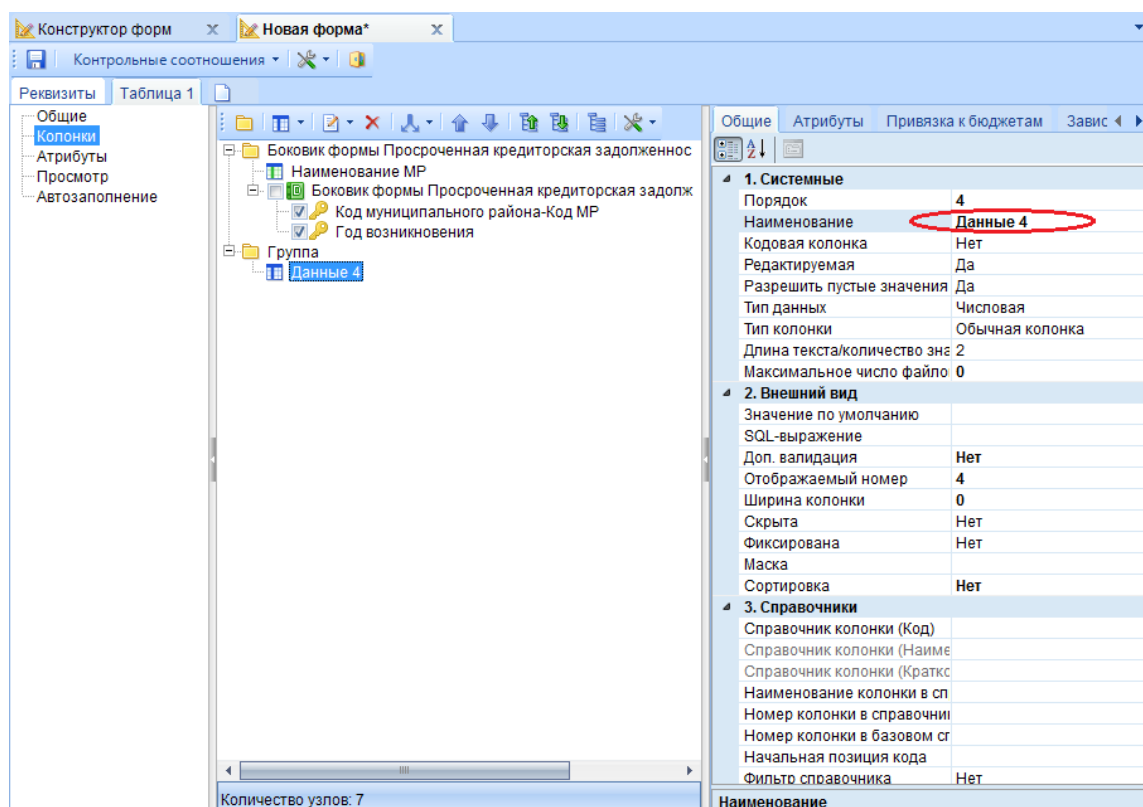 Конструктор форм
Новая форма*
Контрольные соотношения
Реквизиты
Таблица 1
Общие
Колонки
Атрибуты
Просмотр
Автозаполнение
Боковик формы Просроченная кредиторская задолженнос
Наименование МР
Боковик формы Просроченная кредиторская задолж
Код муниципального района-Код МР
Год возникновения
Группа
Данные 4
Количество узлов: 7
Общие
Атрибуты
Привязка к бюджетам
Завис
1. Системные
Порядок 4
Наименование Данные 4
Кодовая колонка Нет
Редактируемая Да
Разрешить пустые значения Да
Тип данных Числовая
Тип колонки Обычная колонка
Длина текста/количество зна 2
Максимальное число файло 0
2. Внешний вид
Значение по умолчанию
SQL-выражение
Доп. валидация Нет
Отображаемый номер 4
Ширина колонки 0
Скрыта Нет
Фиксирована Нет
Маска
Сортировка Нет
3. Справочники
Справочник колонки (Код)
Справочник колонки (Наиме
Справочник колонки (Кратко
Наименование колонки в сп
Номер колонки в справочни
Номер колонки в базовом сп
Начальная позиция кода
Фильтр справочника Нет
Наименование